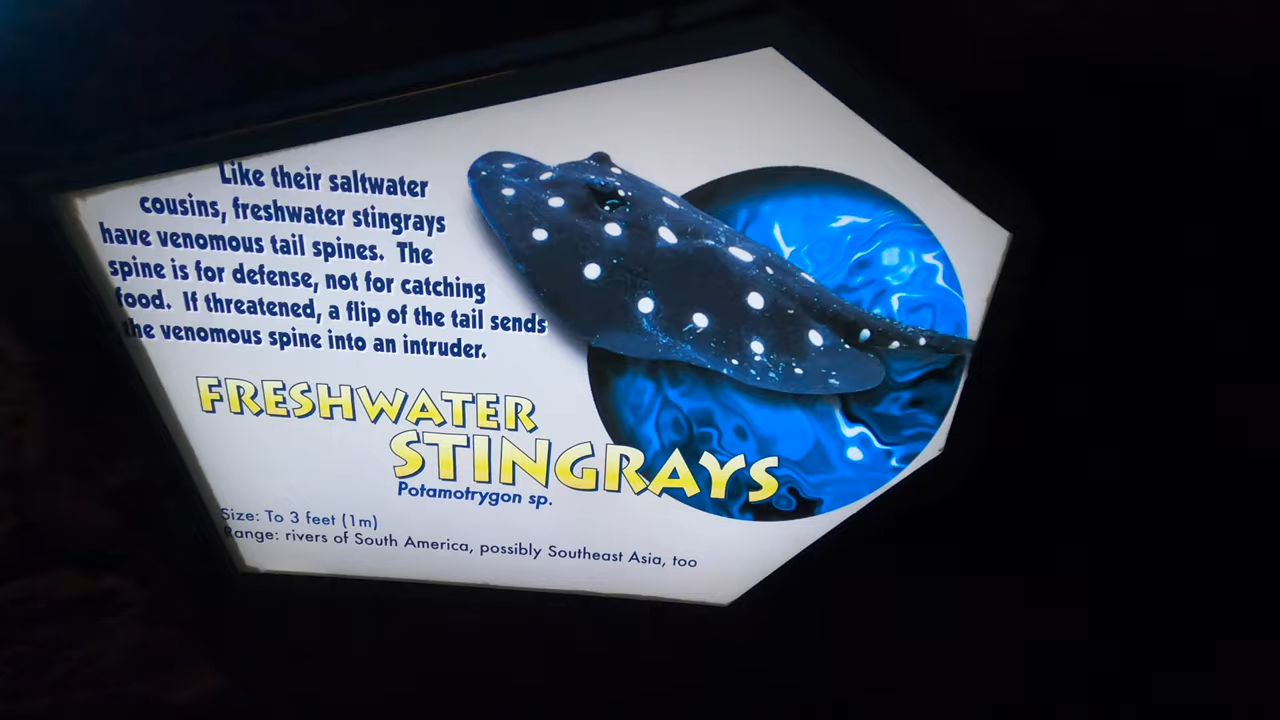 Like their saltwater
cousins, freshwater stingrays
have venomous tail spines. The
spine is for defense, not for catching
food. If threatened, a flip of the tail sends
the venomous spine into an intruder.
FRESHWATER
STINGRAYS
Potamotrygon sp.
Size: To 3 feet (1m)
Range: rivers of South America, possibly Southeast Asia, too